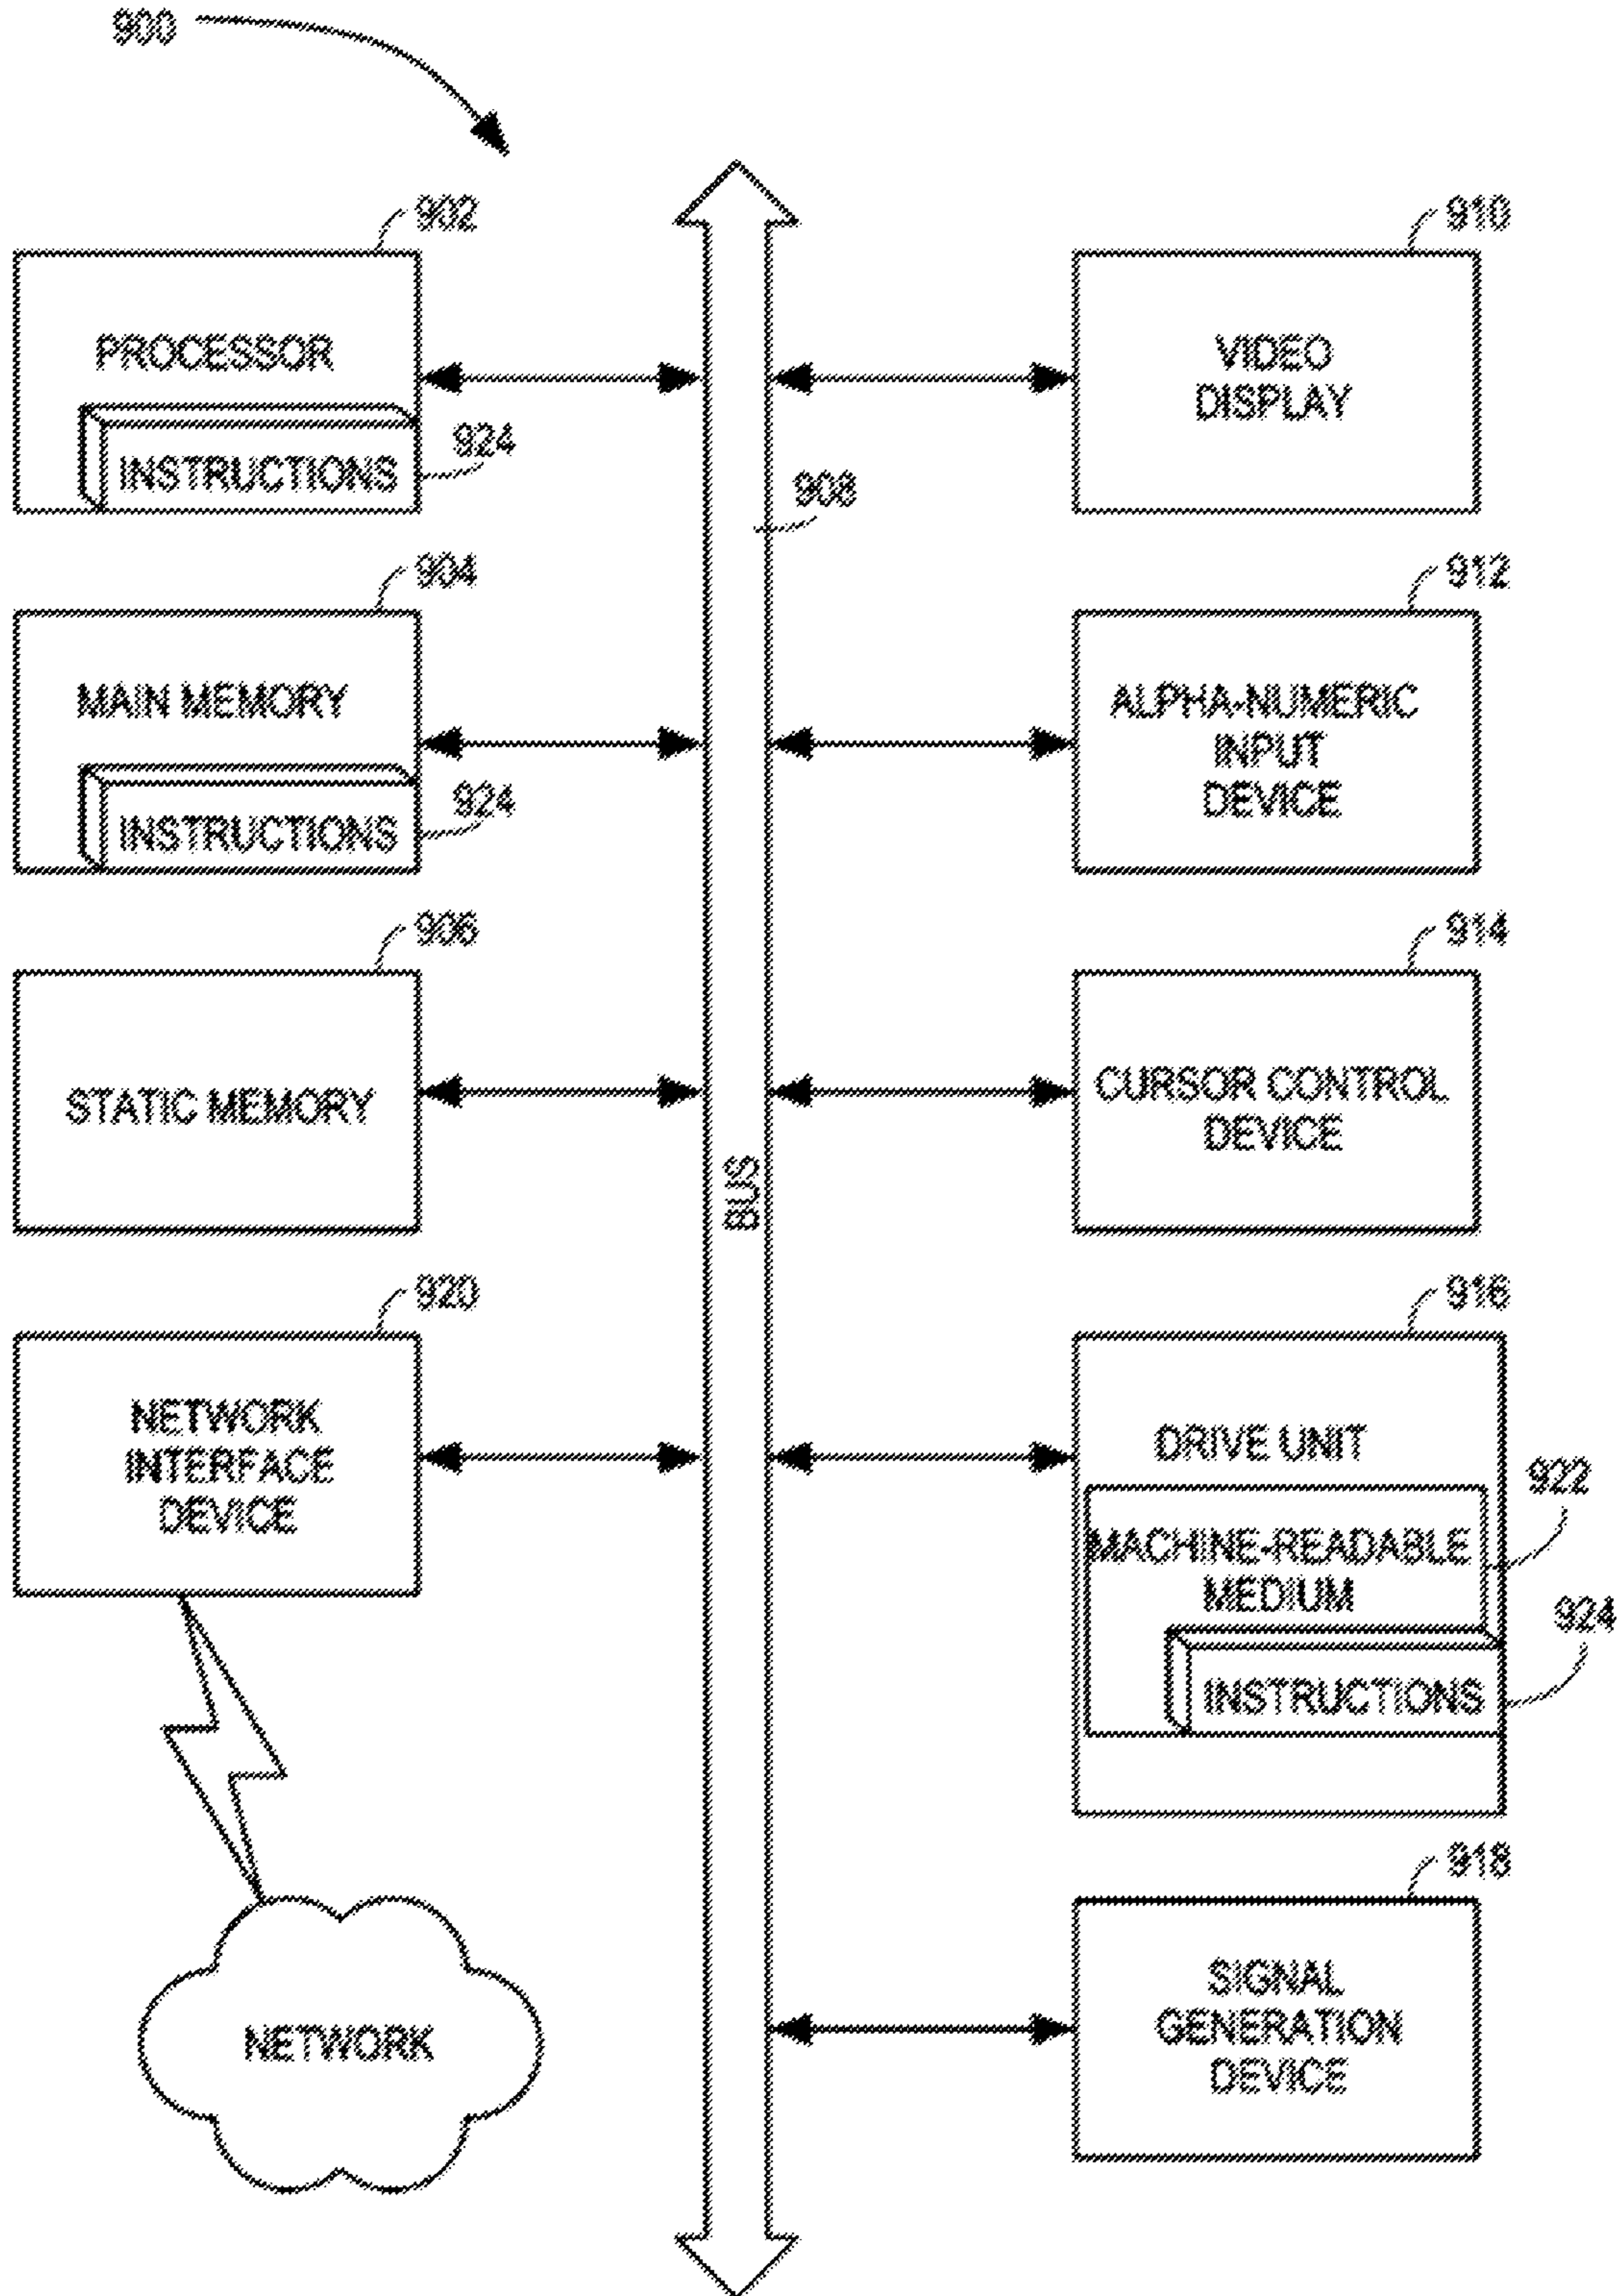 900
902
PROCESSOR
INSTRUCTIONS
924
904
MAIN MEMORY
INSTRUCTIONS
924
906
STATIC MEMORY
920
NETWORK
INTERFACE
DEVICE
NETWORK
908
BUS
910
VIDEO
DISPLAY
912
ALPHA-NUMERIC
INPUT
DEVICE
914
CURSOR CONTROL
DEVICE
916
DRIVE UNIT
922
MACHINE-READABLE
MEDIUM
924
INSTRUCTIONS
918
SIGNAL
GENERATION
DEVICE